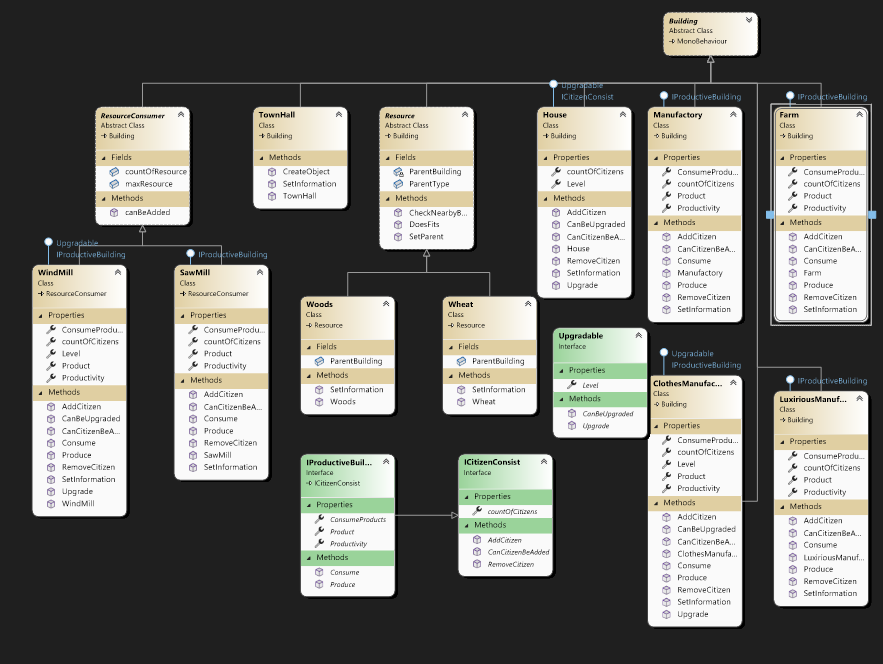 Building
Abstract Class
MonoBehaviour
ResourceConsumer
Abstract Class
Building
Fields
countOfResource
maxResource
Methods
canBeAdded
TownHall
Class
Building
Methods
CreateObject
SetInformation
TownHall
Resource
Abstract Class
Building
Fields
ParentBuilding
ParentType
Methods
CheckNearbyB...
DoesFits
SetParent
Upgradable
ICitizenConsist
House
Class
Building
Properties
countOfCitizens
Level
Methods
AddCitizen
CanBeUpgraded
CanCitizenBeA...
House
RemoveCitizen
SetInformation
Upgrade
IProductiveBuilding
Manufactory
Class
Building
Properties
ConsumeProdu...
countOfCitizens
Product
Productivity
Methods
AddCitizen
CanCitizenBeA...
Consume
Manufactory
Produce
RemoveCitizen
SetInformation
IProductiveBuilding
Farm
Class
Building
Properties
ConsumeProdu...
countOfCitizens
Product
Productivity
Methods
AddCitizen
CanCitizenBeA...
Consume
Farm
Produce
RemoveCitizen
SetInformation
Upgradable
IProductiveBuilding
WindMill
Class
ResourceConsumer
Properties
ConsumeProdu...
countOfCitizens
Level
Product
Productivity
Methods
AddCitizen
CanBeUpgraded
CanCitizenBeA...
Consume
Produce
RemoveCitizen
SetInformation
Upgrade
WindMill
IProductiveBuilding
SawMill
Class
ResourceConsumer
Properties
ConsumeProdu...
countOfCitizens
Product
Productivity
Methods
AddCitizen
CanCitizenBeA...
Consume
Produce
RemoveCitizen
SawMill
SetInformation
Woods
Class
Resource
Fields
ParentBuilding
Methods
SetInformation
Woods
Wheat
Class
Resource
Fields
ParentBuilding
Methods
SetInformation
Wheat
Upgradable
Interface
Properties
Level
Methods
CanBeUpgraded
Upgrade
Upgradable
IProductiveBuilding
ClothesManufac...
Class
Building
Properties
ConsumeProdu...
countOfCitizens
Level
Product
Productivity
Methods
AddCitizen
CanBeUpgraded
CanCitizenBeA...
ClothesManufa...
Consume
Produce
RemoveCitizen
SetInformation
Upgrade
IProductiveBuilding
LuxiriousManuf...
Class
Building
Properties
ConsumeProdu...
countOfCitizens
Product
Productivity
Methods
AddCitizen
CanCitizenBeA...
Consume
LuxiriousManuf...
Produce
RemoveCitizen
SetInformation
IProductiveBuil...
Interface
ICitizenConsist
Properties
ConsumeProducts
Product
Productivity
Methods
Consume
Produce
ICitizenConsist
Interface
Properties
countOfCitizens
Methods
AddCitizen
CanCitizenBeAdded
RemoveCitizen